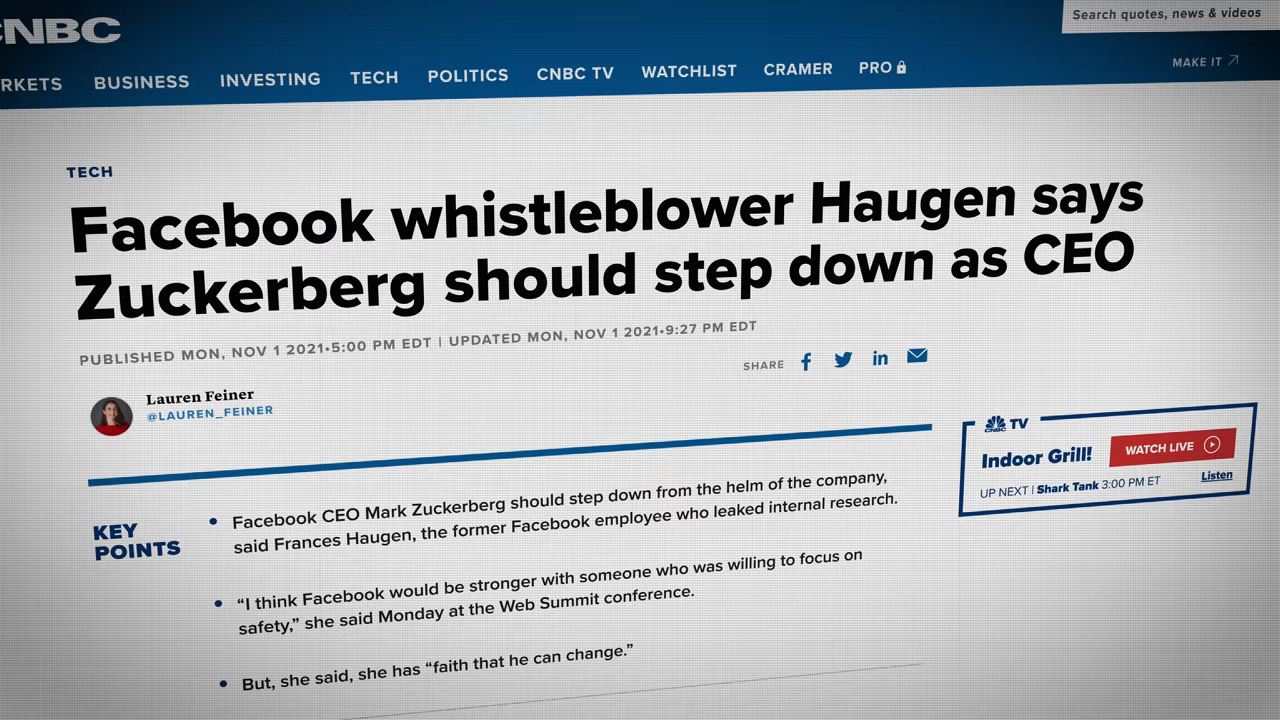 CNBC
Search quotes, news & videos
RKETS BUSINESS INVESTING TECH POLITICS CNBC TV WATCHLIST CRAMER PRO
MAKE IT
TECH
Facebook whistleblower Haugen says
Zuckerberg should step down as CEO
PUBLISHED MON, NOV 1 2021•5:00 PM EDT | UPDATED MON, NOV 1 2021•9:27 PM EDT
SHARE
Lauren Feiner
@LAUREN_FEINER
CNBC TV
Indoor Grill!
WATCH LIVE
UP NEXT | Shark Tank 3:00 PM ET
Listen
KEY
POINTS
• Facebook CEO Mark Zuckerberg should step down from the helm of the company,
said Frances Haugen, the former Facebook employee who leaked internal research.
• “I think Facebook would be stronger with someone who was willing to focus on
safety,” she said Monday at the Web Summit conference.
• But, she said, she has “faith that he can change.”